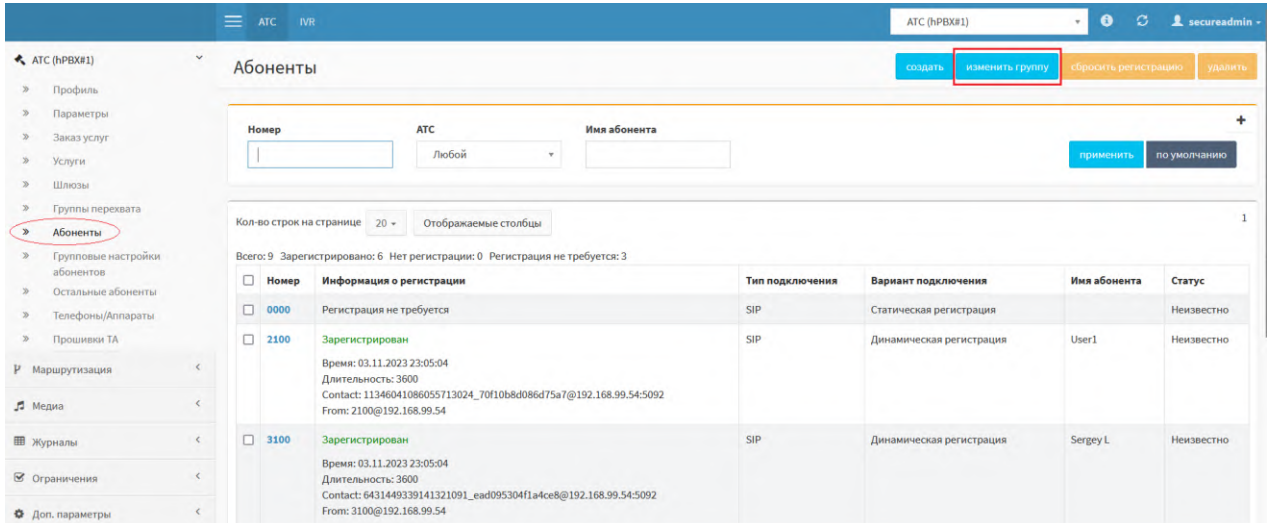 АТС IVR АТС (hPBX#1) secureadmin
АТС (hPBX#1)
Профиль
Параметры
Заказ услуг
Услуги
Шлюзы
Группы перехвата
Абоненты
Групповые настройки
абонентов
Остальные абоненты
Телефоны/Аппараты
Прошивки ТА
Маршрутизация
Медиа
Журналы
Ограничения
Доп. параметры
Абоненты
создать изменить группу сбросить регистрацию удалить
Номер АТС Имя абонента
Любой
применить по умолчанию
Кол-во строк на странице 20 Отображаемые столбцы 1
Всего: 9 Зарегистрировано: 6 Нет регистрации: 0 Регистрация не требуется: 3
Номер Информация о регистрации Тип подключения Вариант подключения Имя абонента Статус
0000 Регистрация не требуется SIP Статическая регистрация Неизвестно
2100 Зарегистрирован SIP Динамическая регистрация User1 Неизвестно
Время: 03.11.2023 23:05:04
Длительность: 3600
Contact: 11346041086055713024_70f10b8d086d75a7@192.168.99.54:5092
From: 2100@192.168.99.54
3100 Зарегистрирован SIP Динамическая регистрация Sergey L Неизвестно
Время: 03.11.2023 23:05:04
Длительность: 3600
Contact: 6431449339141321091_ead095304f1a4ce8@192.168.99.54:5092
From: 3100@192.168.99.54